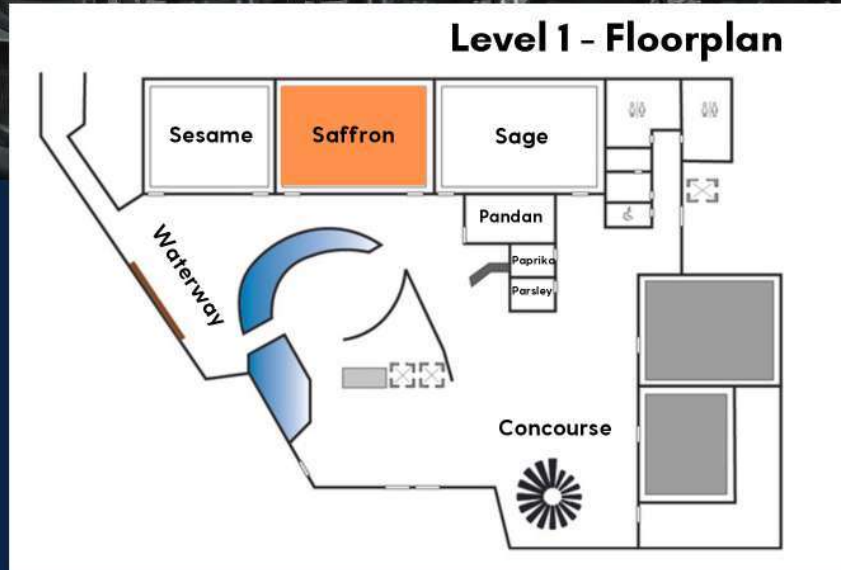 Level 1 - Floorplan
Sesame
Saffron
Sage
Pandan
Waterway
Paprika
Parsley
Concourse